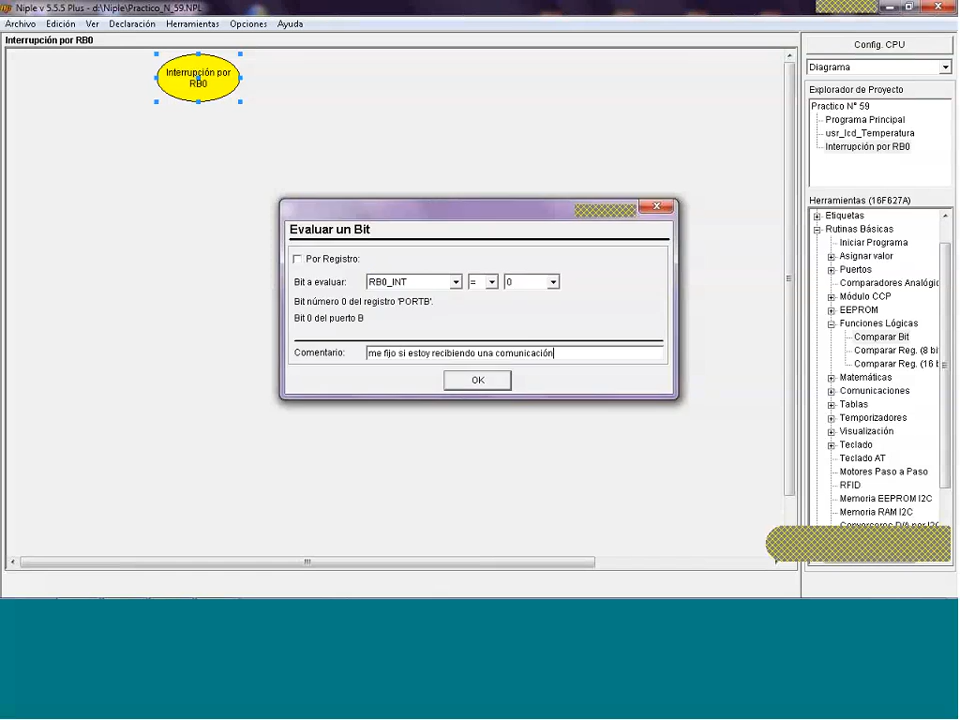 Niple v 5.5.5 Plus - d:\Niple\Practico_N_59.NPL
Archivo Edición Ver Declaración Herramientas Opciones Ayuda
Interrupción por RB0
Interrupción por
RB0
Evaluar un Bit
Por Registro:
Bit a evaluar: RB0_INT = 0
Bit número 0 del registro 'PORTB'.
Bit 0 del puerto B
Comentario: me fijo si estoy recibiendo una comunicación
OK
Config. CPU
Diagrama
Explorador de Proyecto
Practico N° 59
Programa Principal
usr_lcd_Temperatura
Interrupción por RB0
Herramientas (16F627A)
Etiquetas
Rutinas Básicas
Iniciar Programa
Asignar valor
Puertos
Comparadores Analógic
Módulo CCP
EEPROM
Funciones Lógicas
Comparar Bit
Comparar Reg. (8 bi
Comparar Reg. (16 b
Matemáticas
Comunicaciones
Tablas
Temporizadores
Visualización
Teclado
Teclado AT
Motores Paso a Paso
RFID
Memoria EEPROM I2C
Memoria RAM I2C
Conversores D/A por I2C